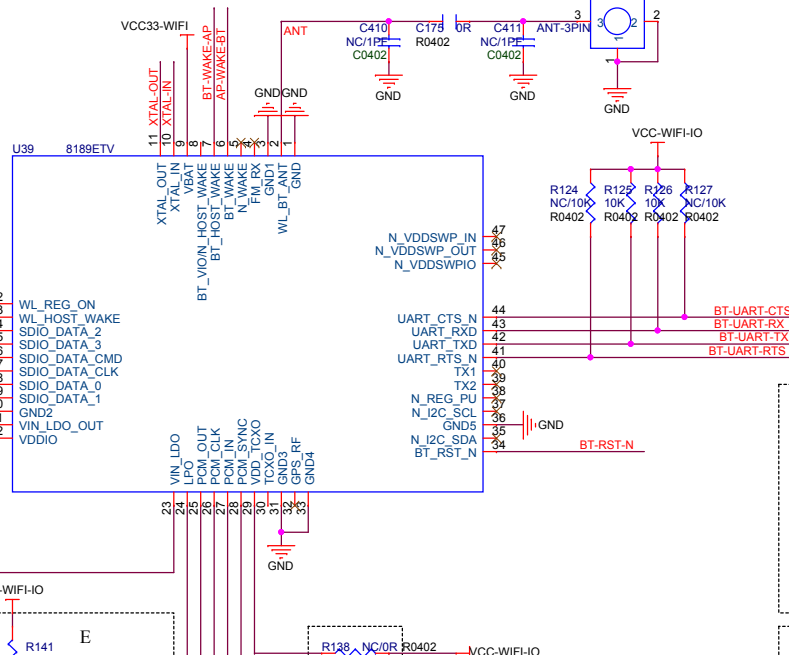 VCC33-WIFI
BT-WAKE-AP
AP-WAKE-BT
XTAL-OUT
XTAL-IN
ANT
C410
NC/1PF
C0402
C175
0R
R0402
C411
NC/1PF
C0402
ANT-3PIN
3
2
3
2
1
1
GND
GND
GND
GND GND
VCC-WIFI-IO
R124
NC/10K
R0402
R125
10K
R0402
R126
10K
R0402
R127
NC/10K
R0402
U39 8189ETV
11 XTAL_OUT
10 XTAL_IN
9 VBAT
8 BT_VIO/N_HOST_WAKE
7 BT_HOST_WAKE
6 BT_WAKE
5 N_WAKE
4 FM_RX
3 GND1
2 WL_BT_ANT
1 GND
N_VDDSWP_IN 47
N_VDDSWP_OUT 46
N_VDDSWPIO 45
UART_CTS_N 44 BT-UART-CTS
UART_RXD 43 BT-UART-RX
UART_TXD 42 BT-UART-TX
UART_RTS_N 41 BT-UART-RTS
TX1 40
TX2 39
N_REG_PU 38
N_I2C_SCL 37
GND5 36 GND
N_I2C_SDA 35
BT_RST_N 34 BT-RST-N
WL_REG_ON
WL_HOST_WAKE
SDIO_DATA_2
SDIO_DATA_3
SDIO_DATA_CMD
SDIO_DATA_CLK
SDIO_DATA_0
SDIO_DATA_1
GND2
VIN_LDO_OUT
VDDIO
VIN_LDO 23
LPO 24
PCM_OUT 25
PCM_CLK 26
PCM_IN 27
PCM_SYNC 28
VDD_TCXO 29
TCXO_IN 30
GND3 31
GPS_RF 32
GND4 33
GND
-WIFI-IO
R141
E
R138 NC/0R R0402
VCC-WIFI-IO